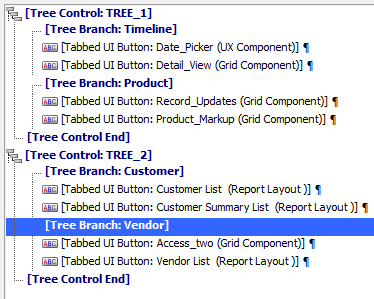 [Tree Control: TREE_1]
[Tree Branch: Timeline]
ABC [Tabbed UI Button: Date_Picker (UX Component)] ¶
ABC [Tabbed UI Button: Detail_View (Grid Component)] ¶
[Tree Branch: Product]
ABC [Tabbed UI Button: Record_Updates (Grid Component)] ¶
ABC [Tabbed UI Button: Product_Markup (Grid Component)] ¶
[Tree Control End]
[Tree Control: TREE_2]
[Tree Branch: Customer]
ABC [Tabbed UI Button: Customer List  (Report Layout )] ¶
ABC [Tabbed UI Button: Customer Summary List  (Report Layout )] ¶
[Tree Branch: Vendor]
ABC [Tabbed UI Button: Access_two (Grid Component)] ¶
ABC [Tabbed UI Button: Vendor List  (Report Layout )] ¶
[Tree Control End]